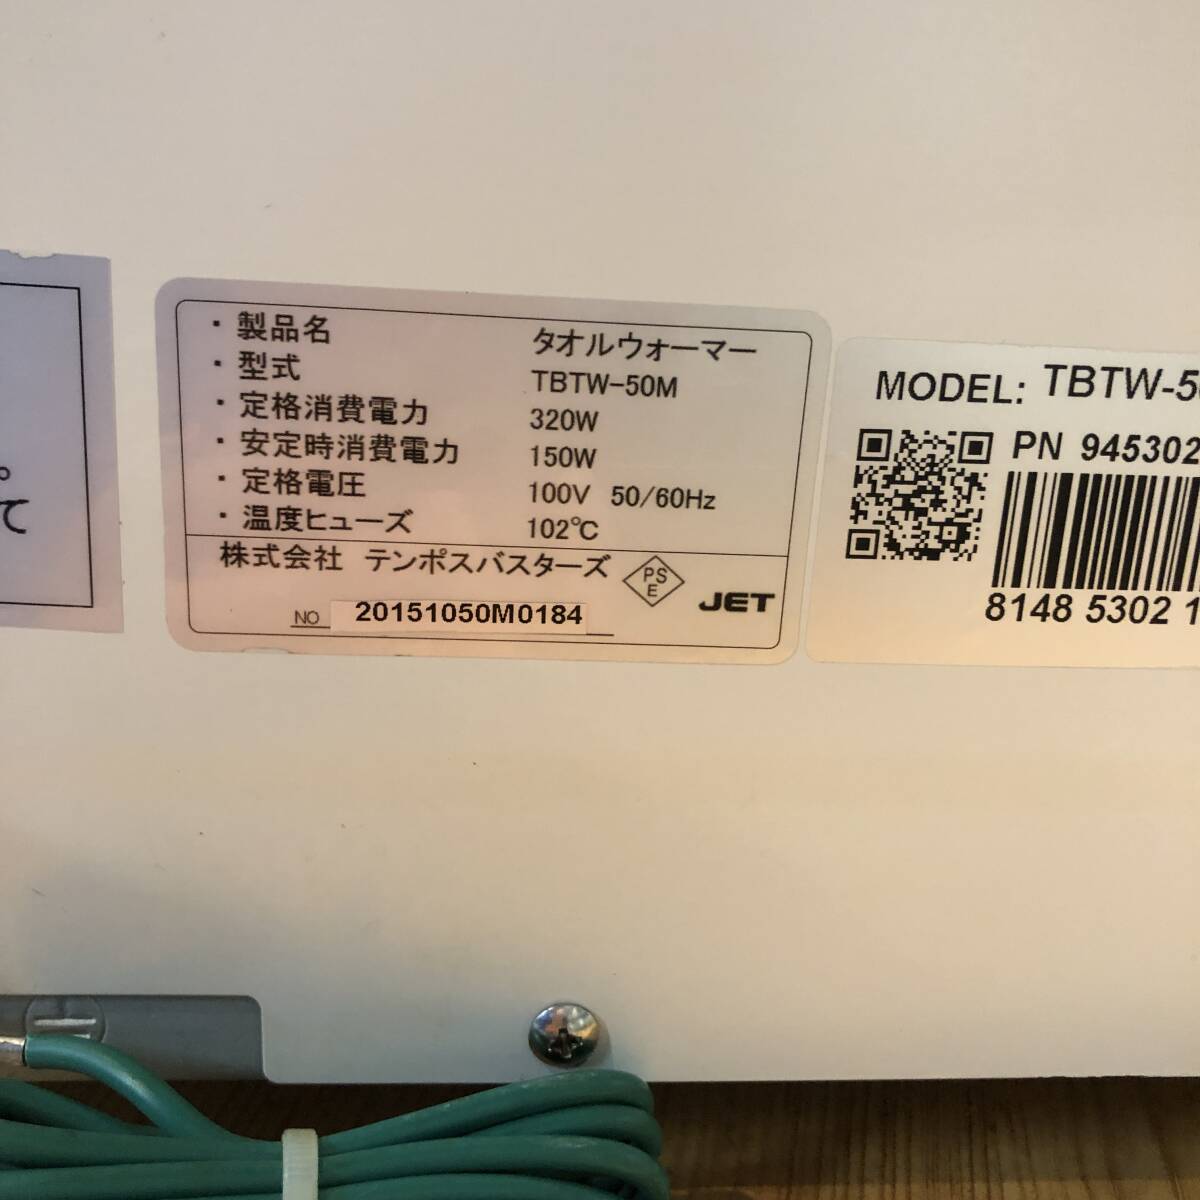 て
・製品名 タオルウォーマー
・型式 TBTW-50M
・定格消費電力 320W
・安定時消費電力 150W
・定格電圧 100V 50/60Hz
・温度ヒューズ 102℃
株式会社 テンポスバスターズ
PS
E
JET
NO 20151050M0184
MODEL: TBTW-50
PN 945302
8148 5302 1